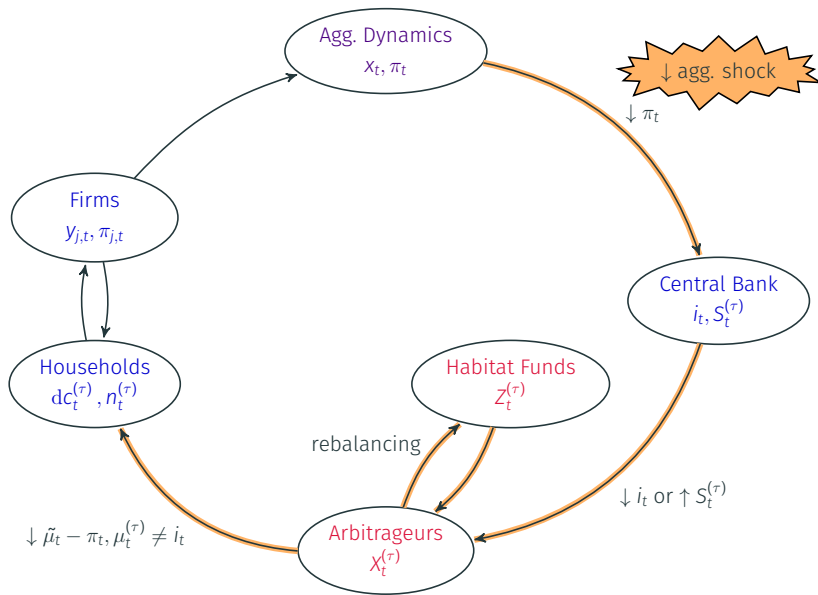 Agg. Dynamics
x_t, π_t
↓ agg. shock
↓ π_t
Firms
y_{j,t}, π_{j,t}
Central Bank
i_t, S_t^{(τ)}
Households
dc_t^{(τ)}, n_t^{(τ)}
Habitat Funds
Z_t^{(τ)}
rebalancing
↓ i_t or ↑ S_t^{(τ)}
↓ μ̃_t − π_t, μ_t^{(τ)} ≠ i_t
Arbitrageurs
X_t^{(τ)}